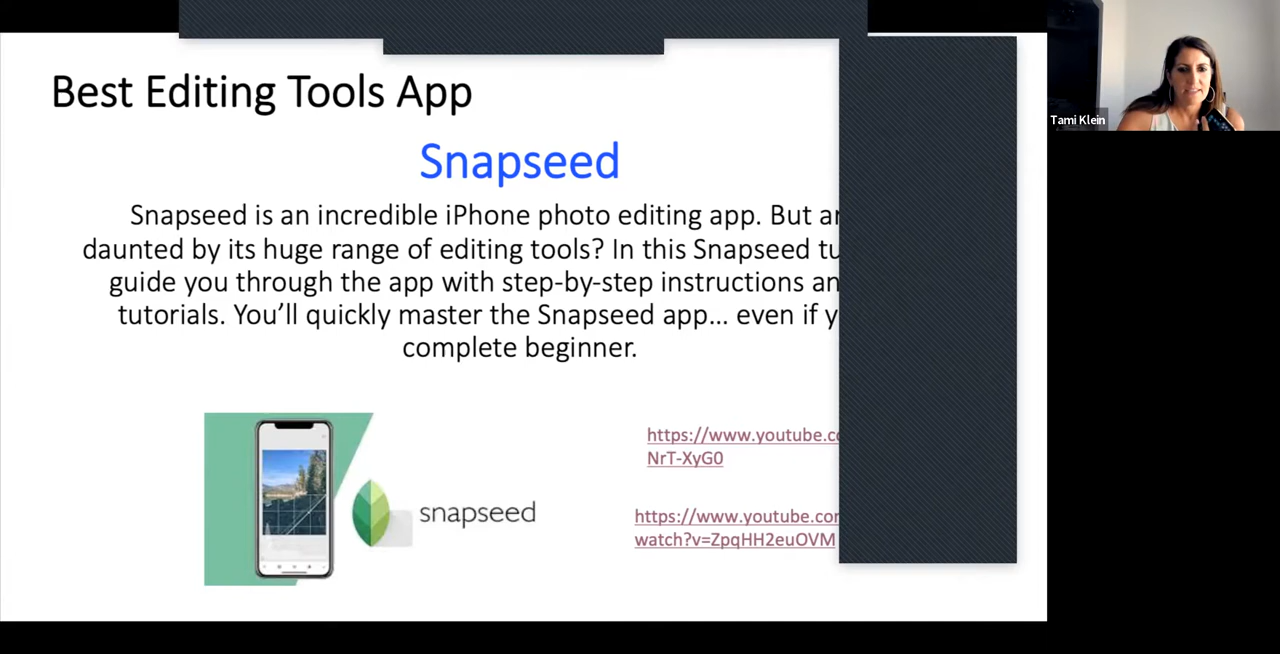 Best Editing Tools App
Tami Klein
Snapseed
Snapseed is an incredible iPhone photo editing app. But
daunted by its huge range of editing tools? In this Snapseed
guide you through the app with step-by-step instructions
tutorials. You’ll quickly master the Snapseed app… even if
complete beginner.
https://www.youtube.c
NrT-XyG0
snapseed
https://www.youtube.co
watch?v=ZpqHH2euOVM